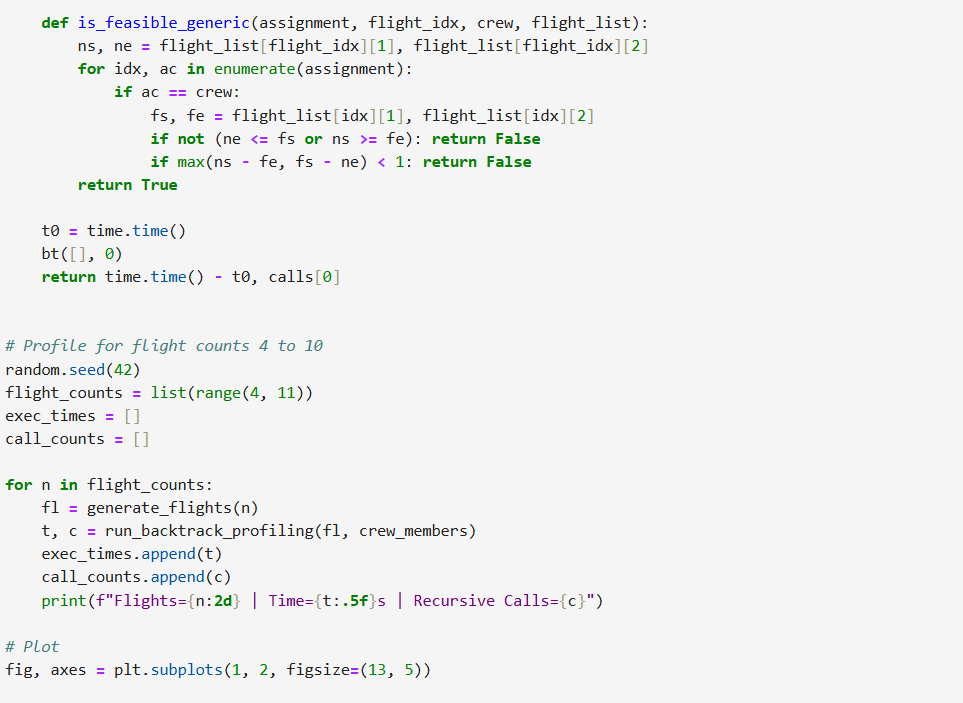 def is_feasible_generic(assignment, flight_idx, crew, flight_list):
        ns, ne = flight_list[flight_idx][1], flight_list[flight_idx][2]
        for idx, ac in enumerate(assignment):
            if ac == crew:
                fs, fe = flight_list[idx][1], flight_list[idx][2]
                if not (ne <= fs or ns >= fe): return False
                if max(ns - fe, fs - ne) < 1: return False
        return True

    t0 = time.time()
    bt([], 0)
    return time.time() - t0, calls[0]


# Profile for flight counts 4 to 10
random.seed(42)
flight_counts = list(range(4, 11))
exec_times = []
call_counts = []

for n in flight_counts:
    fl = generate_flights(n)
    t, c = run_backtrack_profiling(fl, crew_members)
    exec_times.append(t)
    call_counts.append(c)
    print(f"Flights={n:2d} | Time={t:.5f}s | Recursive Calls={c}")

# Plot
fig, axes = plt.subplots(1, 2, figsize=(13, 5))